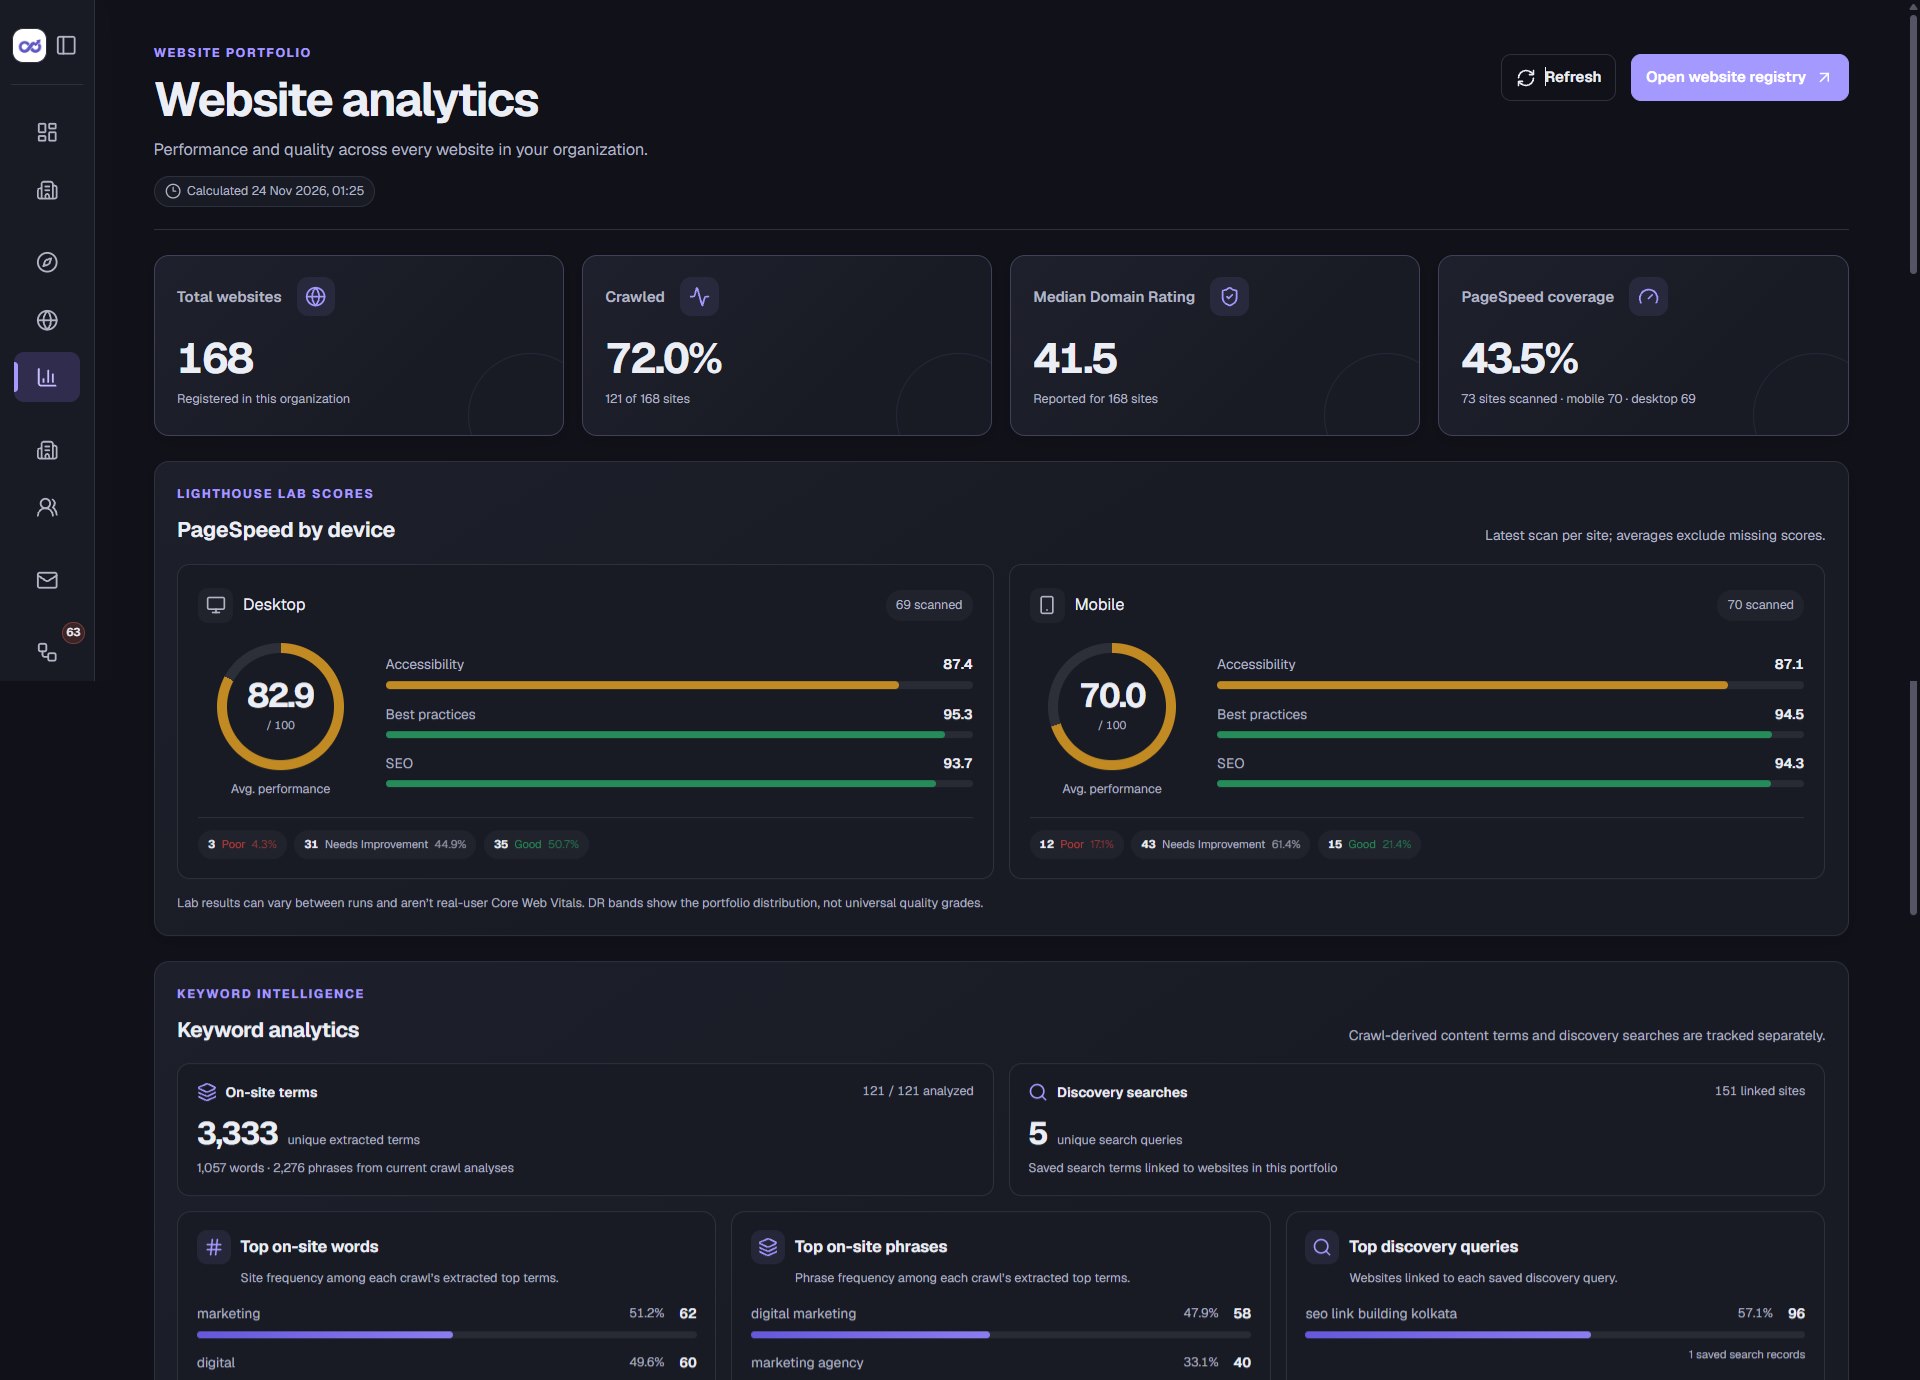 WEBSITE PORTFOLIO
Website analytics
Performance and quality across every website in your organization.
Calculated 24 Nov 2026, 01:25
Refresh
Open website registry
Total websites
168
Registered in this organization
Crawled
72.0%
121 of 168 sites
Median Domain Rating
41.5
Reported for 168 sites
PageSpeed coverage
43.5%
73 sites scanned · mobile 70 · desktop 69
63
LIGHTHOUSE LAB SCORES
PageSpeed by device
Latest scan per site; averages exclude missing scores.
Desktop
69 scanned
82.9
/ 100
Avg. performance
Accessibility 87.4
Best practices 95.3
SEO 93.7
3 Poor 4.3% 31 Needs Improvement 44.9% 35 Good 50.7%
Mobile
70 scanned
70.0
/ 100
Avg. performance
Accessibility 87.1
Best practices 94.5
SEO 94.3
12 Poor 17.1% 43 Needs Improvement 61.4% 15 Good 21.4%
Lab results can vary between runs and aren't real-user Core Web Vitals. DR bands show the portfolio distribution, not universal quality grades.
KEYWORD INTELLIGENCE
Keyword analytics
Crawl-derived content terms and discovery searches are tracked separately.
On-site terms
121 / 121 analyzed
3,333 unique extracted terms
1,057 words · 2,276 phrases from current crawl analyses
Discovery searches
151 linked sites
5 unique search queries
Saved search terms linked to websites in this portfolio
Top on-site words
Site frequency among each crawl's extracted top terms.
marketing 51.2% 62
digital 49.6% 60
Top on-site phrases
Phrase frequency among each crawl's extracted top terms.
digital marketing 47.9% 58
marketing agency 33.1% 40
Top discovery queries
Websites linked to each saved discovery query.
seo link building kolkata 57.1% 96
1 saved search records